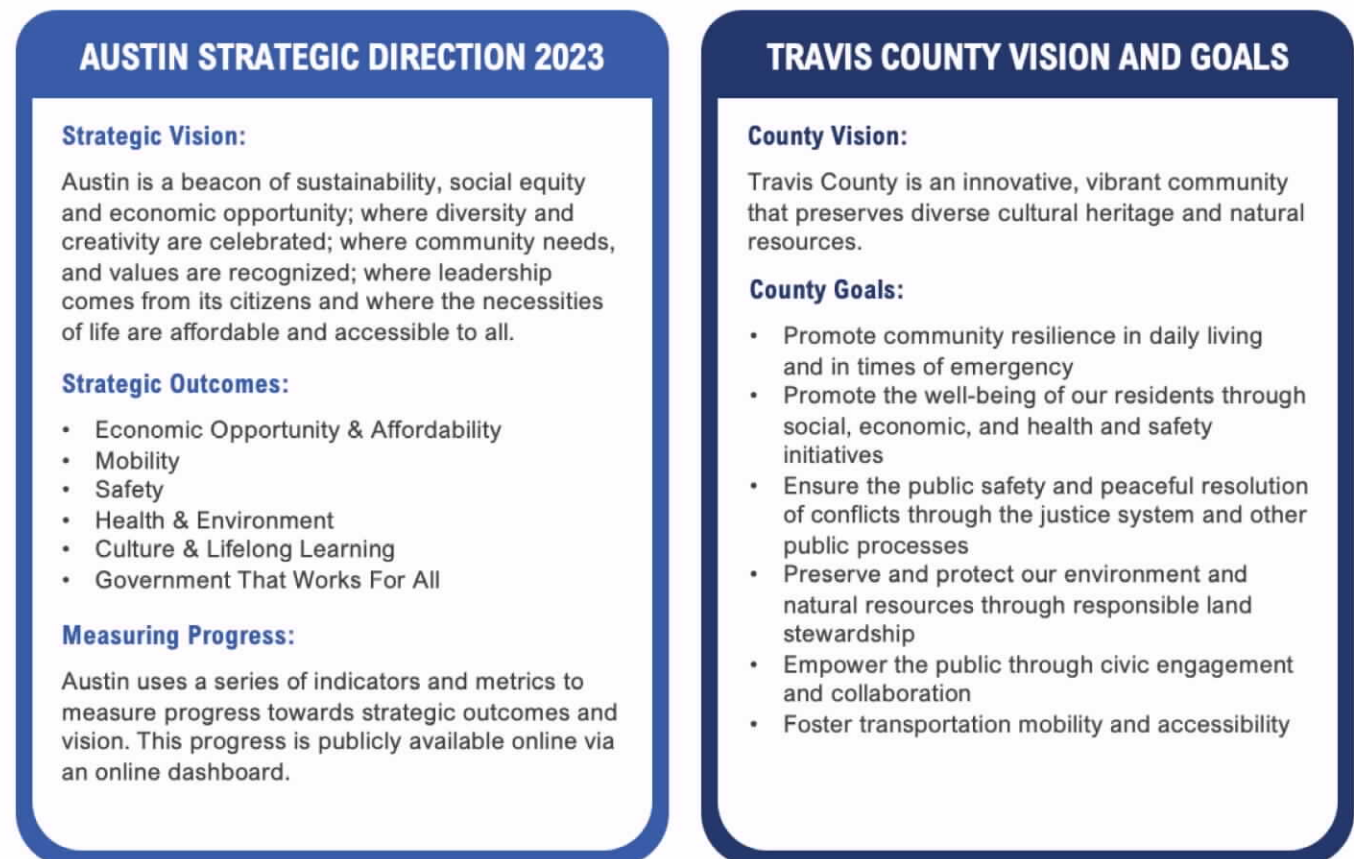 AUSTIN STRATEGIC DIRECTION 2023
Strategic Vision:
Austin is a beacon of sustainability, social equity
and economic opportunity; where diversity and
creativity are celebrated; where community needs,
and values are recognized; where leadership
comes from its citizens and where the necessities
of life are affordable and accessible to all.
Strategic Outcomes:
• Economic Opportunity & Affordability
• Mobility
• Safety
• Health & Environment
• Culture & Lifelong Learning
• Government That Works For All
Measuring Progress:
Austin uses a series of indicators and metrics to
measure progress towards strategic outcomes and
vision. This progress is publicly available online via
an online dashboard.
TRAVIS COUNTY VISION AND GOALS
County Vision:
Travis County is an innovative, vibrant community
that preserves diverse cultural heritage and natural
resources.
County Goals:
• Promote community resilience in daily living
and in times of emergency
• Promote the well-being of our residents through
social, economic, and health and safety
initiatives
• Ensure the public safety and peaceful resolution
of conflicts through the justice system and other
public processes
• Preserve and protect our environment and
natural resources through responsible land
stewardship
• Empower the public through civic engagement
and collaboration
• Foster transportation mobility and accessibility